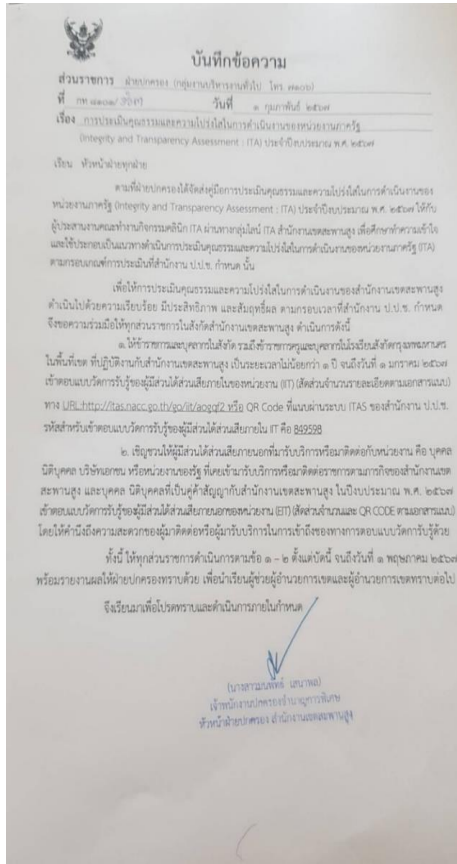 บันทึกข้อความ
ส่วนราชการ ฝ่ายปกครอง (กลุ่มงานบริหารงานทั่วไป โทร. ๗๑๐๖)
ที่ กท ๘๑๐๑/ วันที่ ๑ กุมภาพันธ์ ๒๕๖๗
เรื่อง การประเมินคุณธรรมและความโปร่งใสในการดำเนินงานของหน่วยงานภาครัฐ
(Integrity and Transparency Assessment : ITA) ประจำปีงบประมาณ พ.ศ. ๒๕๖๗
เรียน หัวหน้าฝ่ายทุกฝ่าย
ตามที่ฝ่ายปกครองได้จัดส่งคู่มือการประเมินคุณธรรมและความโปร่งใสในการดำเนินงานของ
หน่วยงานภาครัฐ (Integrity and Transparency Assessment : ITA) ประจำปีงบประมาณ พ.ศ. ๒๕๖๗ ให้กับ
ผู้ประสานงานคณะทำงานกิจกรรมคลินิก ITA ผ่านทางกลุ่มไลน์ ITA สำนักงานเขตสะพานสูง เพื่อศึกษาทำความเข้าใจ
และใช้ประกอบเป็นแนวทางดำเนินการประเมินคุณธรรมและความโปร่งใสในการดำเนินงานของหน่วยงานภาครัฐ (ITA)
ตามกรอบเกณฑ์การประเมินที่สำนักงาน ป.ป.ช. กำหนด นั้น
เพื่อให้การประเมินคุณธรรมและความโปร่งใสในการดำเนินงานของสำนักงานเขตสะพานสูง
ดำเนินไปด้วยความเรียบร้อย มีประสิทธิภาพ และสัมฤทธิ์ผล ตามกรอบเวลาที่สำนักงาน ป.ป.ช. กำหนด
จึงขอความร่วมมือให้ทุกส่วนราชการในสังกัดสำนักงานเขตสะพานสูง ดำเนินการดังนี้
๑. ให้ข้าราชการและบุคลากรในสังกัด รวมถึงข้าราชการครูและบุคลากรในโรงเรียนสังกัดกรุงเทพมหานคร
ในพื้นที่เขต ที่ปฏิบัติงานกับสำนักงานเขตสะพานสูง เป็นระยะเวลาไม่น้อยกว่า ๑ ปี จนถึงวันที่ ๑ มกราคม ๒๕๖๗
เข้าตอบแบบวัดการรับรู้ของผู้มีส่วนได้ส่วนเสียภายในของหน่วยงาน (IIT) (สัดส่วนจำนวนรายละเอียดตามเอกสารแนบ)
ทาง URL:http://itas.nacc.go.th/go/iit/aogqf2 หรือ QR Code ที่แนบผ่านระบบ ITAS ของสำนักงาน ป.ป.ช.
รหัสสำหรับเข้าตอบแบบวัดการรับรู้ของผู้มีส่วนได้ส่วนเสียภายใน IIT คือ 849598
๒. เชิญชวนให้ผู้มีส่วนได้ส่วนเสียภายนอกที่มารับบริการหรือมาติดต่อกับหน่วยงาน คือ บุคคล
นิติบุคคล บริษัทเอกชน หรือหน่วยงานของรัฐ ที่เคยเข้ามารับบริการหรือมาติดต่อราชการตามภารกิจของสำนักงานเขต
สะพานสูง และบุคคล นิติบุคคลที่เป็นคู่ค้าสัญญากับสำนักงานเขตสะพานสูง ในปีงบประมาณ พ.ศ. ๒๕๖๗
เข้าตอบแบบวัดการรับรู้ของผู้มีส่วนได้ส่วนเสียภายนอกของหน่วยงาน (EIT) (สัดส่วนจำนวนและ QR CODE ตามเอกสารแนบ)
โดยให้คำนึงถึงความสะดวกของผู้มาติดต่อหรือผู้มารับบริการในการเข้าถึงช่องทางการตอบแบบวัดการรับรู้ด้วย
ทั้งนี้ ให้ทุกส่วนราชการดำเนินการตามข้อ ๑ - ๒ ตั้งแต่บัดนี้ จนถึงวันที่ ๑ พฤษภาคม ๒๕๖๗
พร้อมรายงานผลให้ฝ่ายปกครองทราบด้วย เพื่อนำเรียนผู้ช่วยผู้อำนวยการเขตและผู้อำนวยการเขตทราบต่อไป
จึงเรียนมาเพื่อโปรดทราบและดำเนินการภายในกำหนด
เจ้าพนักงานปกครองชำนาญการพิเศษ
หัวหน้าฝ่ายปกครอง สำนักงานเขตสะพานสูง